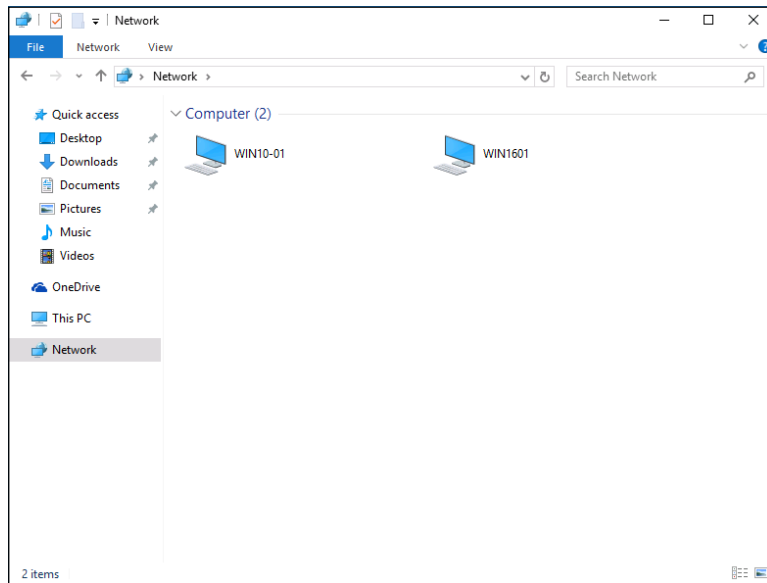 Network
File Network View
Network
Search Network
Quick access
Desktop
Downloads
Documents
Pictures
Music
Videos
OneDrive
This PC
Network
Computer (2)
WIN10-01 WIN1601
2 items